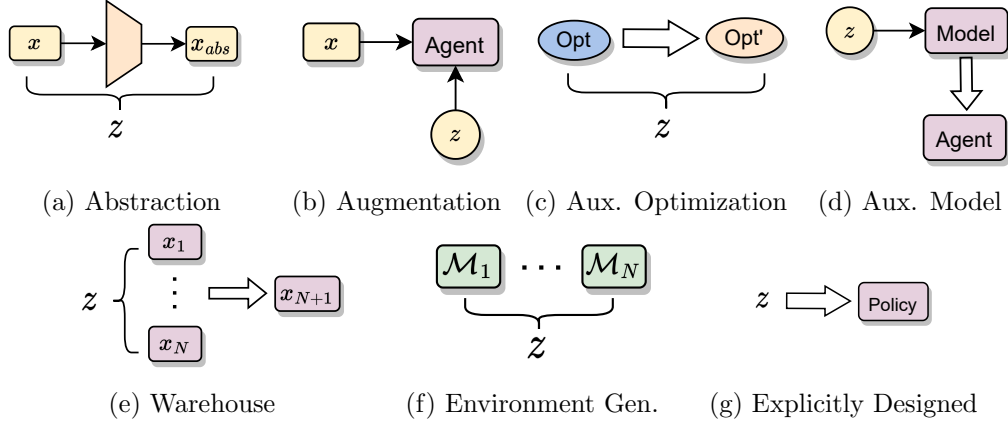 x x_abs
z
(a) Abstraction
x Agent
z
(b) Augmentation
Opt Opt'
z
(c) Aux. Optimization
z Model
Agent
(d) Aux. Model
x_1
⋮
x_N
z
x_{N+1}
(e) Warehouse
ℳ_1 ··· ℳ_N
z
(f) Environment Gen.
z Policy
(g) Explicitly Designed